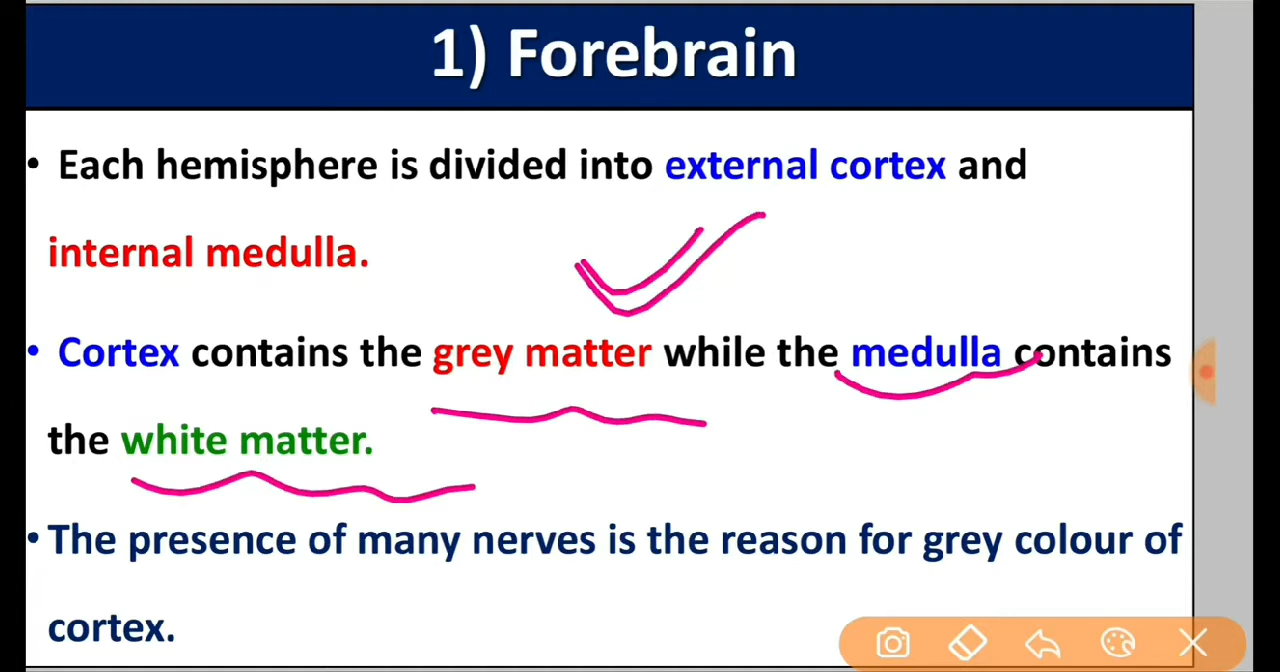 1) Forebrain
• Each hemisphere is divided into external cortex and
internal medulla.
• Cortex contains the grey matter while the medulla contains
the white matter.
• The presence of many nerves is the reason for grey colour of
cortex.